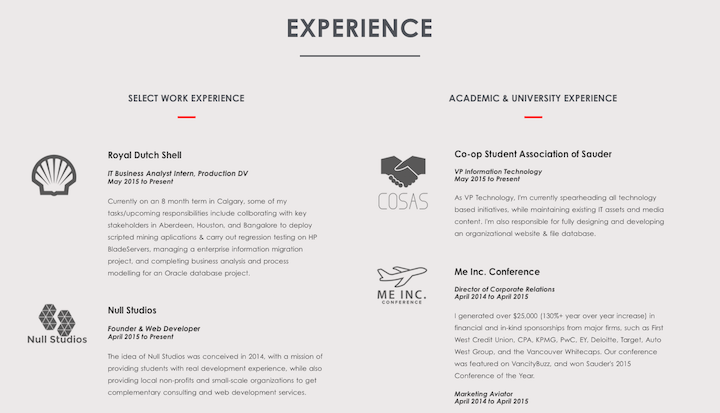 EXPERIENCE
SELECT WORK EXPERIENCE
Royal Dutch Shell
IT Business Analyst Intern, Production DV
May 2015 to Present
Currently on an 8 month term in Calgary, some of my
tasks/upcoming responsibilities include collborating with key
stakeholders in Aberdeen, Houston, and Bangalore to deploy
scripted mining aplications & carry out regression testing on HP
BladeServers, managing a enterprise information migration
project, and completing business analysis and process
modelling for an Oracle database project.
Null Studios
Null Studios
Founder & Web Developer
April 2015 to Present
The idea of Null Studios was conceived in 2014, with a mission of
providing students with real development experience, while also
providing local non-profits and small-scale organizations to get
complementary consulting and web development services.
ACADEMIC & UNIVERSITY EXPERIENCE
COSAS
Co-op Student Association of Sauder
VP Information Technology
May 2015 to Present
As VP Technology, I'm currently spearheading all technology
based initiatives, while maintaining existing IT assets and media
content. I'm also responsible for fully designing and developing
an organizational website & file database.
ME INC.
CONFERENCE
Me Inc. Conference
Director of Corporate Relations
April 2014 to April 2015
I generated over $25,000 (130%+ year over year increase) in
financial and in-kind sponsorships from major firms, such as First
West Credit Union, CPA, KPMG, PwC, EY, Deloitte, Target, Auto
West Group, and the Vancouver Whitecaps. Our conference
was featured on VancityBuzz, and won Sauder's 2015
Conference of the Year.
Marketing Aviator
April 2014 to April 2015